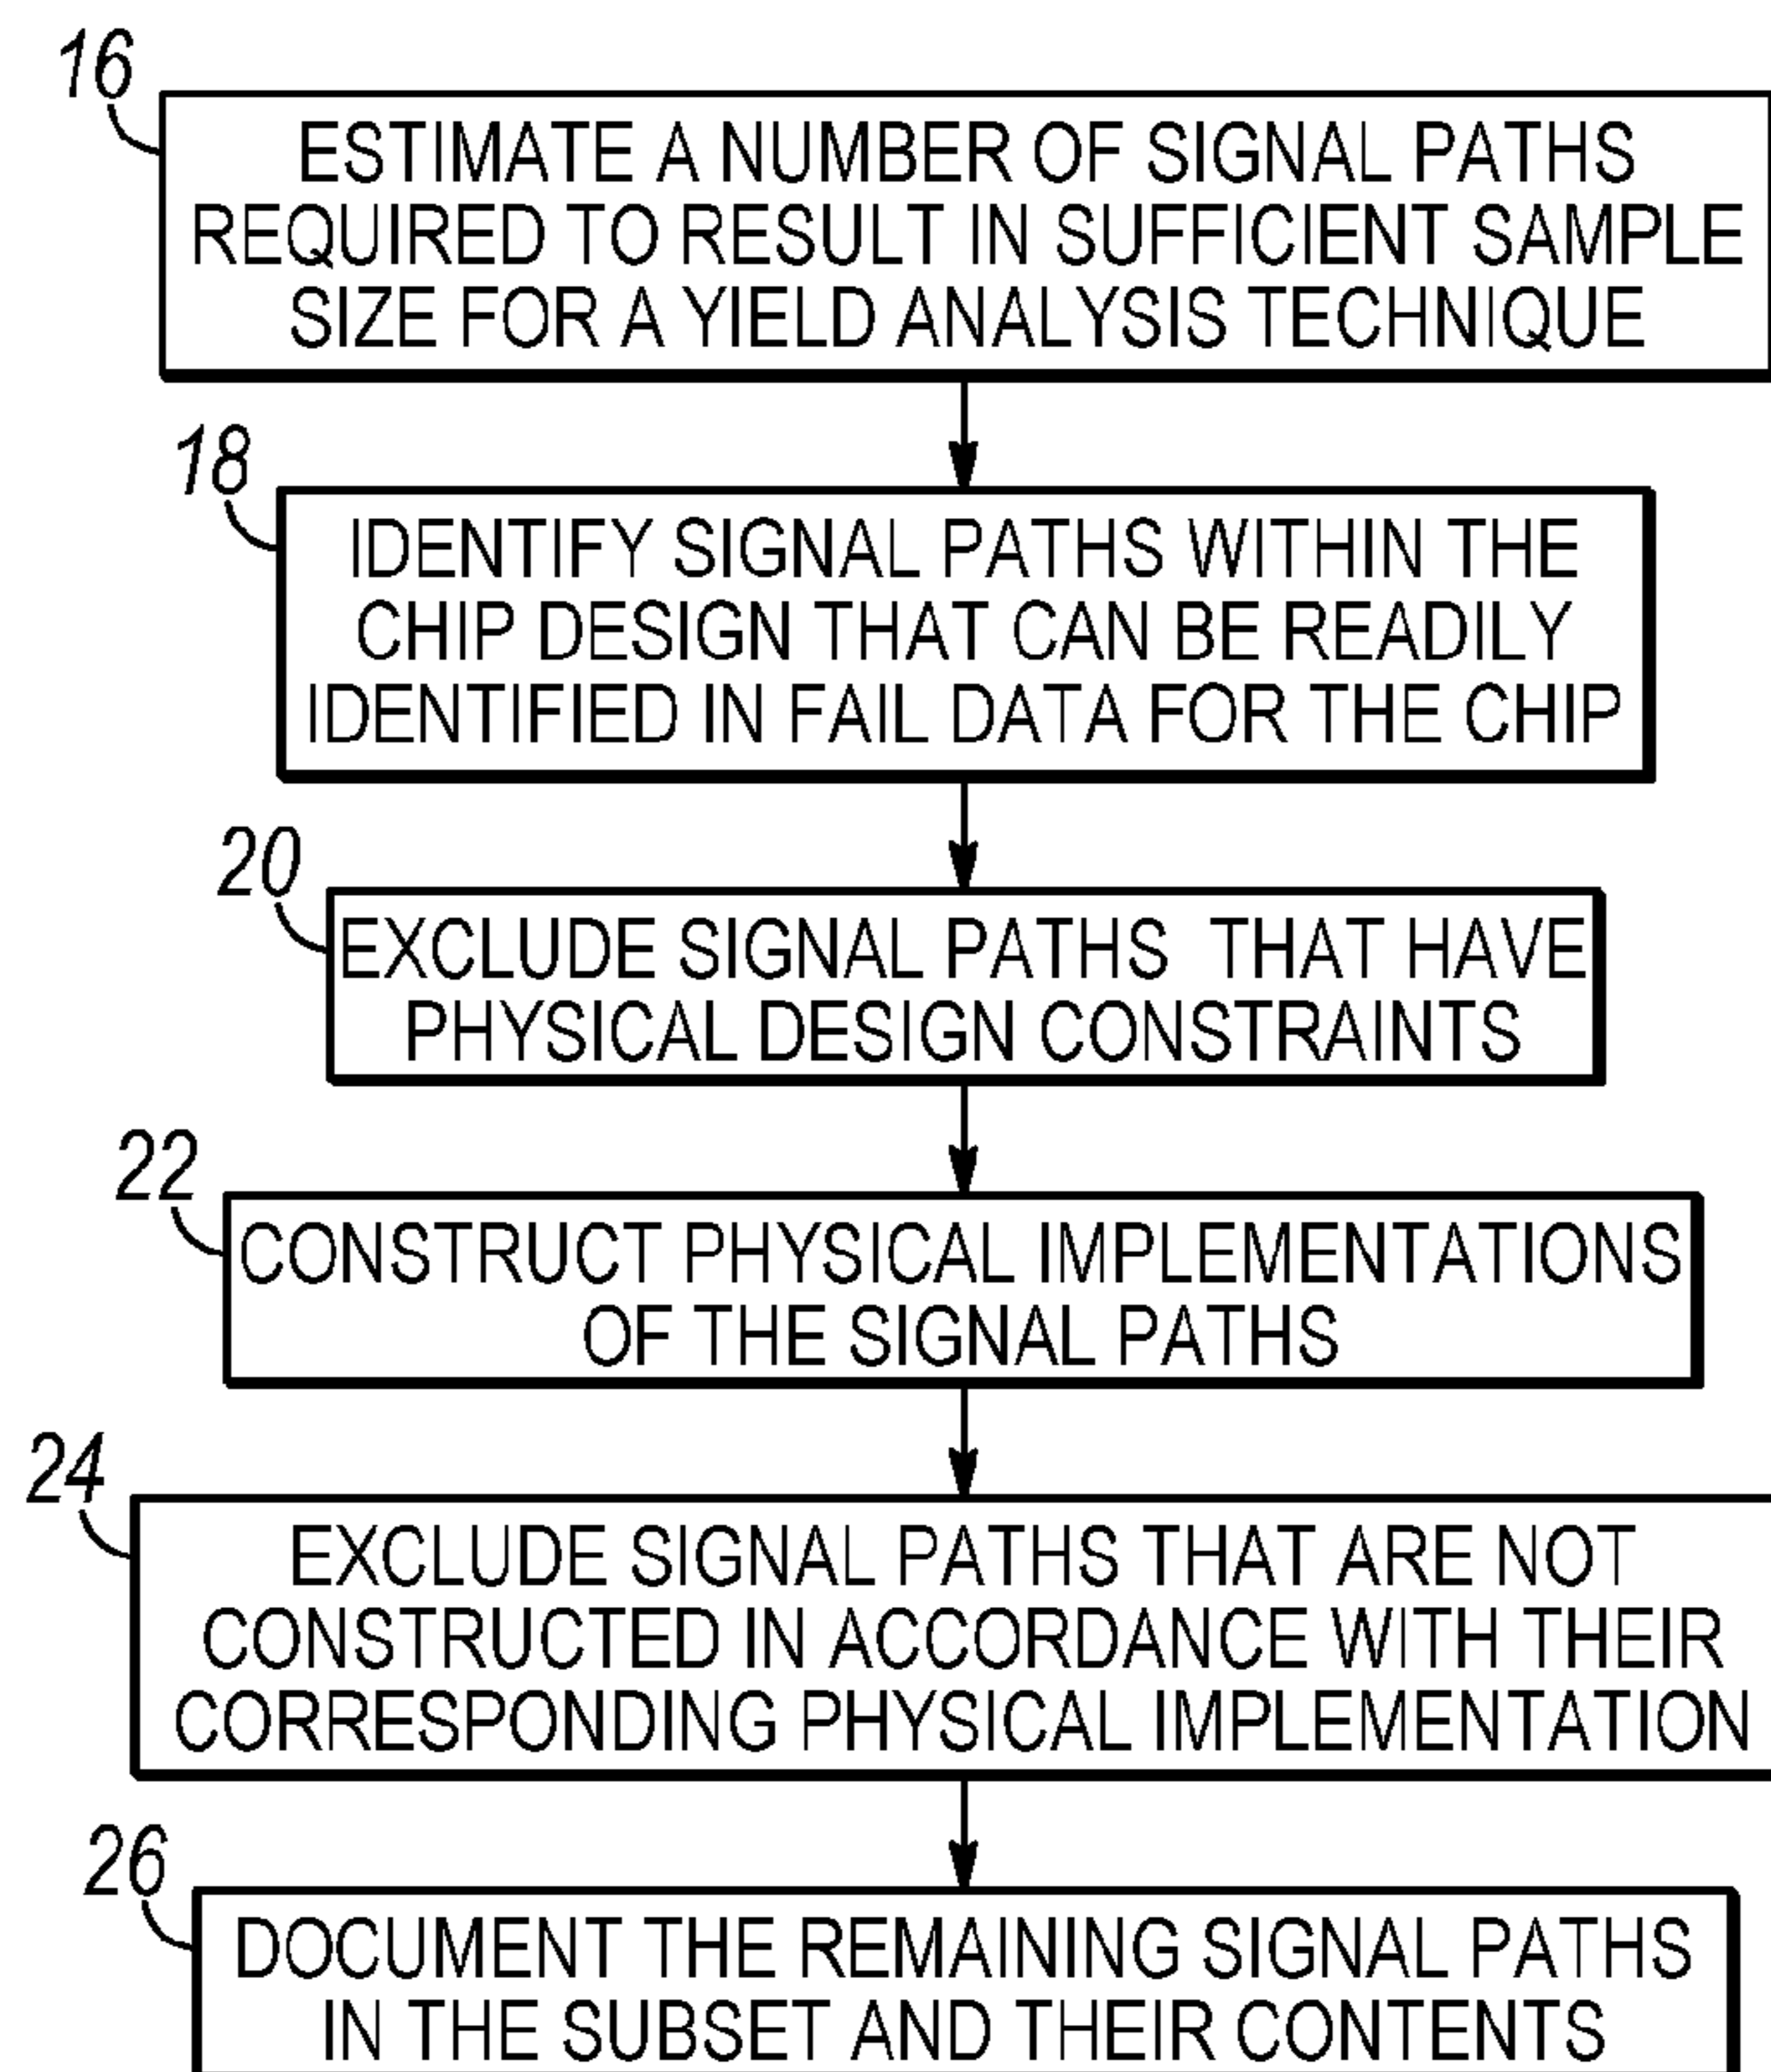 16
ESTIMATE A NUMBER OF SIGNAL PATHS
REQUIRED TO RESULT IN SUFFICIENT SAMPLE
SIZE FOR A YIELD ANALYSIS TECHNIQUE
18
IDENTIFY SIGNAL PATHS WITHIN THE
CHIP DESIGN THAT CAN BE READILY
IDENTIFIED IN FAIL DATA FOR THE CHIP
20
EXCLUDE SIGNAL PATHS THAT HAVE
PHYSICAL DESIGN CONSTRAINTS
22
CONSTRUCT PHYSICAL IMPLEMENTATIONS
OF THE SIGNAL PATHS
24
EXCLUDE SIGNAL PATHS THAT ARE NOT
CONSTRUCTED IN ACCORDANCE WITH THEIR
CORRESPONDING PHYSICAL IMPLEMENTATION
26
DOCUMENT THE REMAINING SIGNAL PATHS
IN THE SUBSET AND THEIR CONTENTS